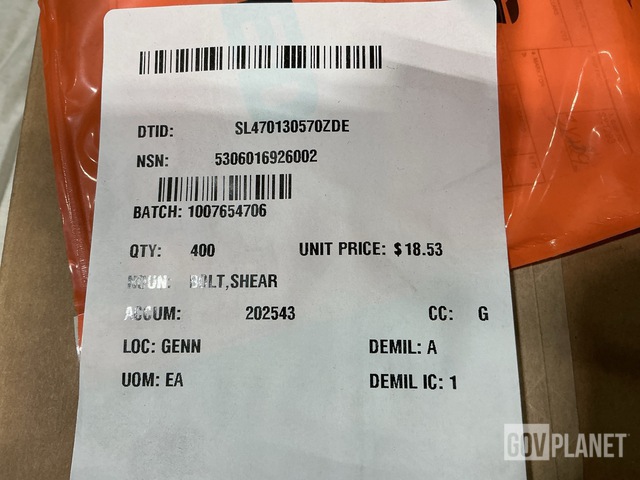 DTID: SL470130570ZDE
NSN: 5306016926002
BATCH: 1007654706
QTY: 400 UNIT PRICE: $18.53
NOUN: BOLT,SHEAR
ACCUM: 202543 CC: G
LOC: GENN DEMIL: A
UOM: EA DEMIL IC: 1
GOVPLANET